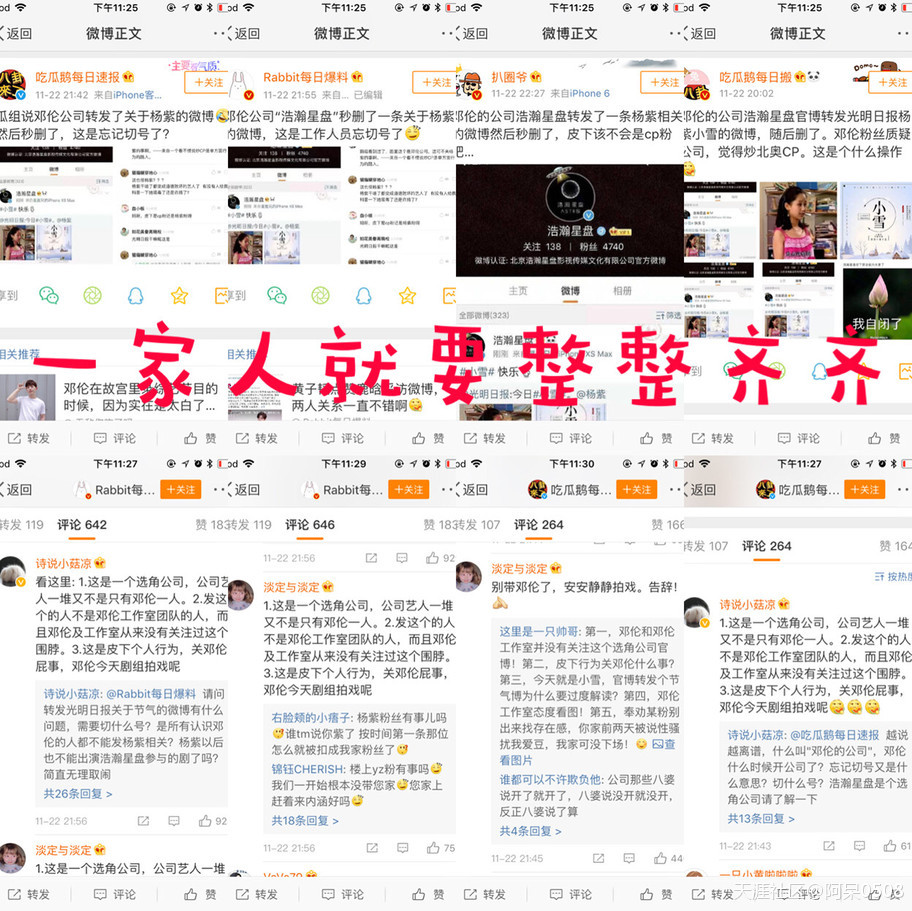 下午11:25
返回
微博正文
吃瓜鹅每日速报
11-22 21:42 来自iPhone客...
+关注
瓜组说邓伦公司转发了关于杨紫的微博
然后秒删了，这是忘记切号了?
相关推荐
邓伦在故宫里
时候，因为实在是太白了...
转发
评论
赞
下午11:25
返回
微博正文
Rabbit每日爆料
11-22 21:55 来自... 已编辑
+关注
邓伦公司“浩瀚星盘”秒删了一条关于杨紫
的微博，这是工作人员忘切号了
相关推荐
两人关系一直不错啊
转发
评论
赞
下午11:25
返回
微博正文
扒圈爷
11-22 22:27 来自iPhone 6
+关注
邓伦的公司浩瀚星盘转发了一条杨紫相关
的微博然后秒删了，皮下该不会是cp粉
吧...
浩瀚星盘
关注 138 | 粉丝 4740
微博认证: 北京浩瀚星盘影视传媒文化有限公司官方微博
主页
微博
相册
全部微博(323)
筛选
浩瀚星盘
转发
评论
赞
下午11:25
返回
微博正文
吃瓜鹅每日搬
11-22 20:02
+关注
邓伦的公司浩瀚星盘官博转发光明日报杨
紫小雪的微博，随后删了。邓伦粉丝质疑
公司，觉得炒北奥CP。这是个什么操作
小雪
我自闭了
转发
评论
赞
一家人就要整整齐齐
下午11:27
返回
Rabbit每...
+关注
转发 119
评论 642
赞 183
诗说小菇凉
看这里: 1.这是一个选角公司，公司艺
人一堆又不是只有邓伦一人。2.发这
个的人不是邓伦工作室团队的人，而
且邓伦及工作室从来没有关注过这个
围脖。3.这是皮下个人行为，关邓伦
屁事，邓伦今天剧组拍戏呢
诗说小菇凉: @Rabbit每日爆料 请问
转发光明日报关于节气的微博有什么
问题，需要切什么号？是所有认识邓
伦的人都不能发杨紫相关？杨紫以后
也不能出演浩瀚星盘参与的剧了吗？
简直无理取闹
共26条回复 >
11-22 21:56
92
淡定与淡定
1.这是一个选角公司，公司艺人一堆
转发
评论
赞
下午11:29
返回
Rabbit每...
+关注
转发 119
评论 646
赞 183
11-22 21:56
92
淡定与淡定
1.这是一个选角公司，公司艺人一堆
又不是只有邓伦一人。2.发这个的人
不是邓伦工作室团队的人，而且邓伦
及工作室从来没有关注过这个围脖。
3.这是皮下个人行为，关邓伦屁事，
邓伦今天剧组拍戏呢
右脸颊的小痞子: 杨紫粉丝有事儿吗
谁tm说你紫了 按时间第一条那位
怎么就被扣成我家粉丝了
锦钰CHERISH: 楼上yz粉有事吗
我们一开始根本没带您家您家上
赶着来内涵好吗
共18条回复 >
11-22 21:56
75
转发
评论
赞
下午11:30
返回
吃瓜鹅每...
+关注
转发 107
评论 264
赞 166
淡定与淡定
别带邓伦了，安安静静拍戏。告辞!
这里是一只帅哥: 第一，邓伦和邓伦
工作室并没有关注这个选角公司官
博！第二，皮下行为关邓伦什么事？
第三，今天就是小雪，官博转发个节
气博为什么要过度解读？第四，邓伦
工作室态度看图！第五，奉劝某粉别
出来找存在感，你家前两天被说性骚
扰我爱豆，我家可没下场！查
看图片
谁都可以不许欺负他: 公司那些八婆
说开了就开了，八婆说没开就没开，
反正八婆说了算
共4条回复 >
11-22 21:45
44
转发
评论
赞
下午11:27
返回
吃瓜鹅每...
+关注
转发 107
评论 264
赞 164
按热度
诗说小菇凉
1.这是一个选角公司，公司艺人一堆
又不是只有邓伦一人。2.发这个的人
不是邓伦工作室团队的人，而且邓伦
及工作室从来没有关注过这个围脖。
3.这是皮下个人行为，关邓伦屁事，
邓伦今天剧组拍戏呢
诗说小菇凉: @吃瓜鹅每日速报 越说
越离谱，什么叫"邓伦的公司"，邓伦
什么时候开公司了？忘记切号又是什
么意思？切什么号？浩瀚星盘是个选
角公司请了解一下
共13条回复 >
11-22 21:43
61
转发
评论
天涯社区@阿呆0508